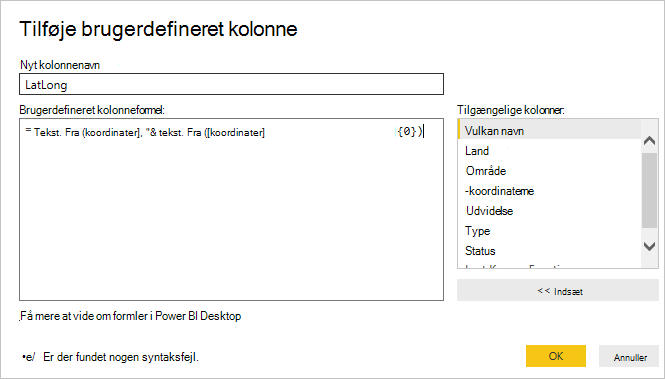 Tilføje brugerdefineret kolonne
Nyt kolonnenavn
LatLong
Brugerdefineret kolonneformel:
Tilgængelige kolonner:
= Tekst. Fra (koordinater], "& tekst. Fra ([koordinater] {0})
Vulkan navn
Land
Område
-koordinaterne
Udvidelse
Type
Status
<< Indsæt
Få mere at vide om formler i Power BI Desktop
•e/ Er der fundet nogen syntaksfejl.
OK
Annuller